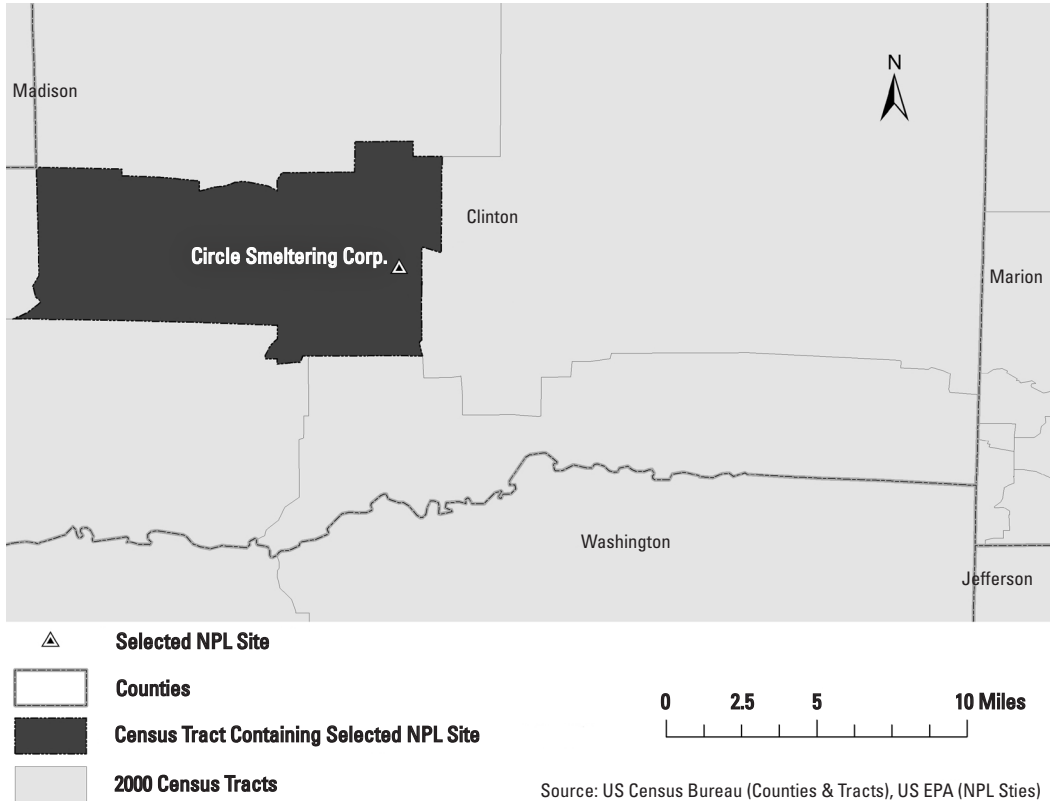 N
Madison
Clinton
Circle Smeltering Corp.
Marion
Washington
Jefferson
Selected NPL Site
Counties
Census Tract Containing Selected NPL Site
2000 Census Tracts
0 2.5 5 10 Miles
Source: US Census Bureau (Counties & Tracts), US EPA (NPL Sties)